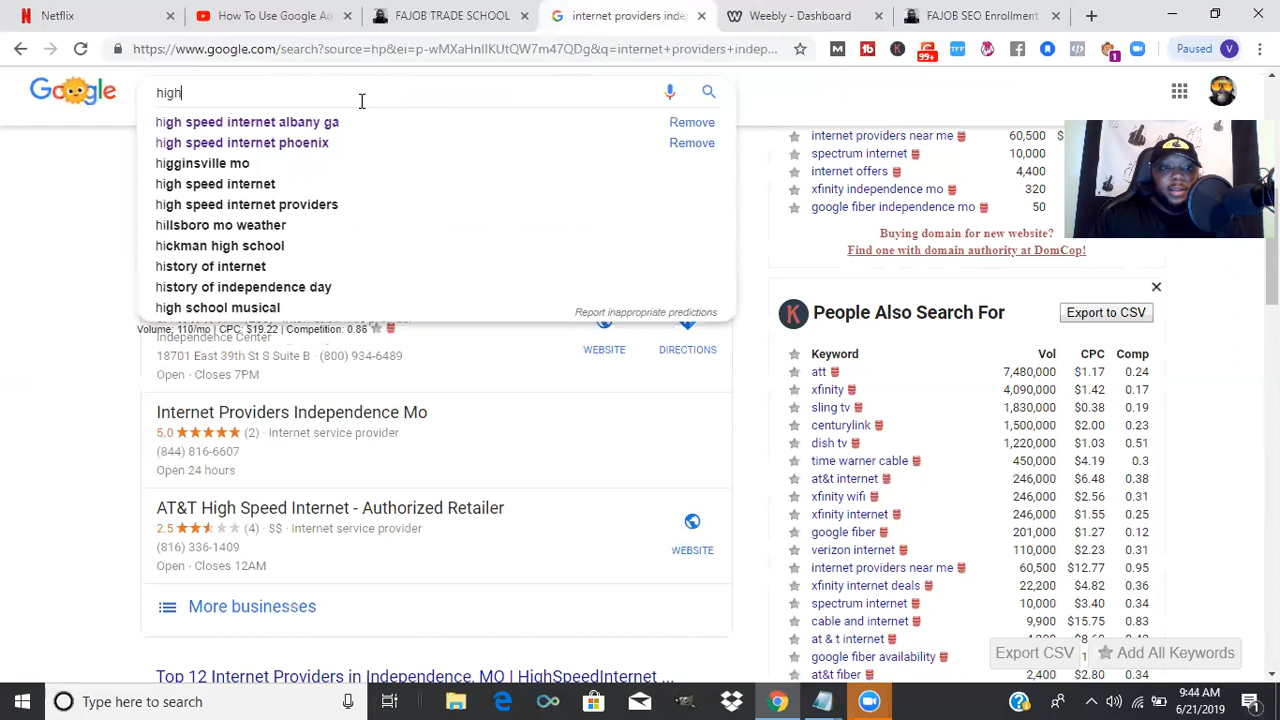 Netflix
How To Use Google Au
FAJOB TRADE SCHOOL
internet providers inde
Weebly - Dashboard
FAJOB SEO Enrollment
https://www.google.com/search?source=hp&ei=p-wMXaHnIlKUtQW7m47QDg&q=internet+providers+indep...
99+
TFF
1
Paused
V
Google
high
high speed internet albany ga Remove
high speed internet phoenix Remove
higginsville mo
high speed internet
high speed internet providers
hillsboro mo weather
hickman high school
history of internet
history of independence day
high school musical
Report inappropriate predictions
Volume: 110/mo | CPC: $19.22 | Competition: 0.86
Independence Center
18701 East 39th St S Suite B · (800) 934-6489
Open · Closes 7PM
WEBSITE
DIRECTIONS
Internet Providers Independence Mo
5.0 (2) · Internet service provider
(844) 816-6607
Open 24 hours
AT&T High Speed Internet - Authorized Retailer
2.5 (4) · $$ · Internet service provider
(816) 336-1409
Open · Closes 12AM
WEBSITE
More businesses
Top 12 Internet Providers in Independence, MO | HighSpeedInternet ...
internet providers near me 60,500
spectrum internet 10,000
internet offers 4,400
xfinity independence mo 320
google fiber independence mo 50
Buying domain for new website?
Find one with domain authority at DomCop!
K People Also Search For Export to CSV
Keyword Vol CPC Comp
att 7,480,000 $1.17 0.24
xfinity 4,090,000 $1.42 0.17
sling tv 1,830,000 $0.38 0.19
centurylink 1,500,000 $2.00 0.23
dish tv 1,220,000 $1.03 0.51
time warner cable 450,000 $4.19 0.3
at&t internet 246,000 $6.48 0.38
xfinity wifi 246,000 $2.56 0.31
xfinity internet 246,000 $1.55 0.25
google fiber 201,000 $1.27 0.12
verizon internet 110,000 $2.23 0.31
internet providers near me 60,500 $12.77 0.95
xfinity internet deals 22,200 $4.82 0.36
spectrum internet 10,000 $3.40 0.34
cable and internet 9,900 $15.75 0.83
at & t internet
google fiber availability
at&t fiber 2,400 $2.80 0.34
Export CSV
Add All Keywords
Type here to search
9:44 AM
6/21/2019